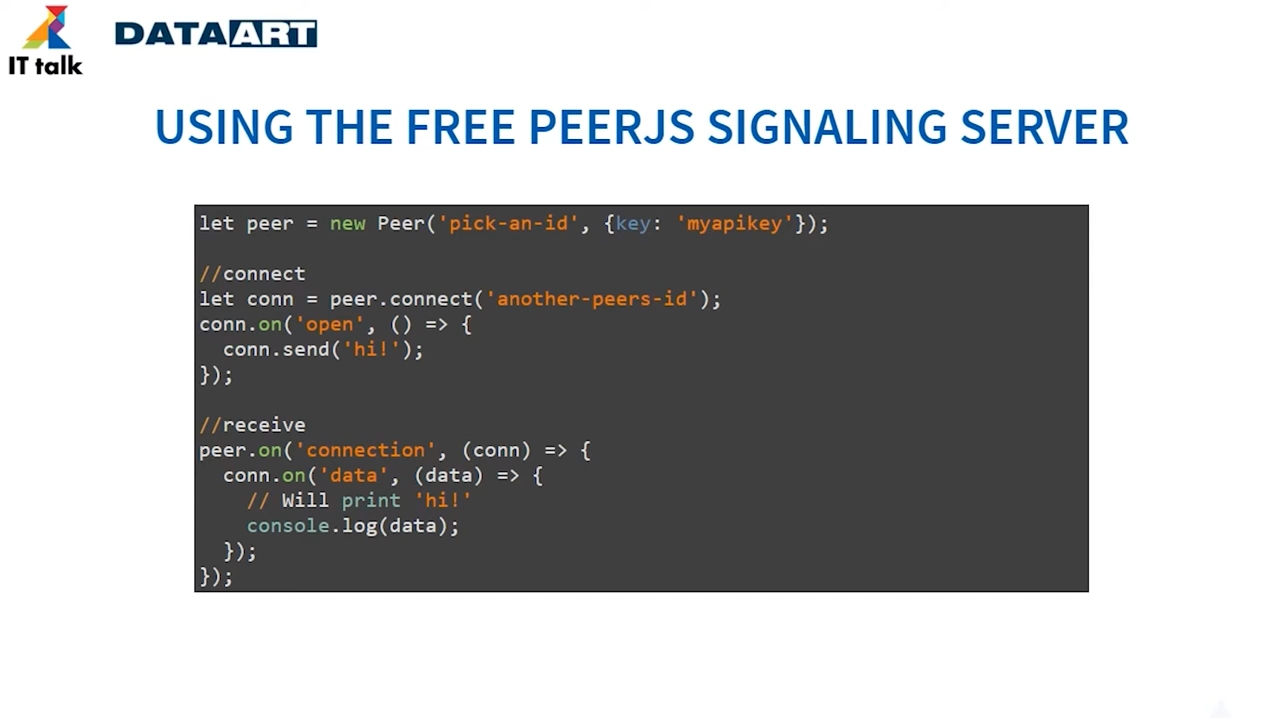 IT talk
DATAART
USING THE FREE PEERJS SIGNALING SERVER
let peer = new Peer('pick-an-id', {key: 'myapikey'});
//connect
let conn = peer.connect('another-peers-id');
conn.on('open', () => {
  conn.send('hi!');
});
//receive
peer.on('connection', (conn) => {
  conn.on('data', (data) => {
    // Will print 'hi!'
    console.log(data);
  });
});